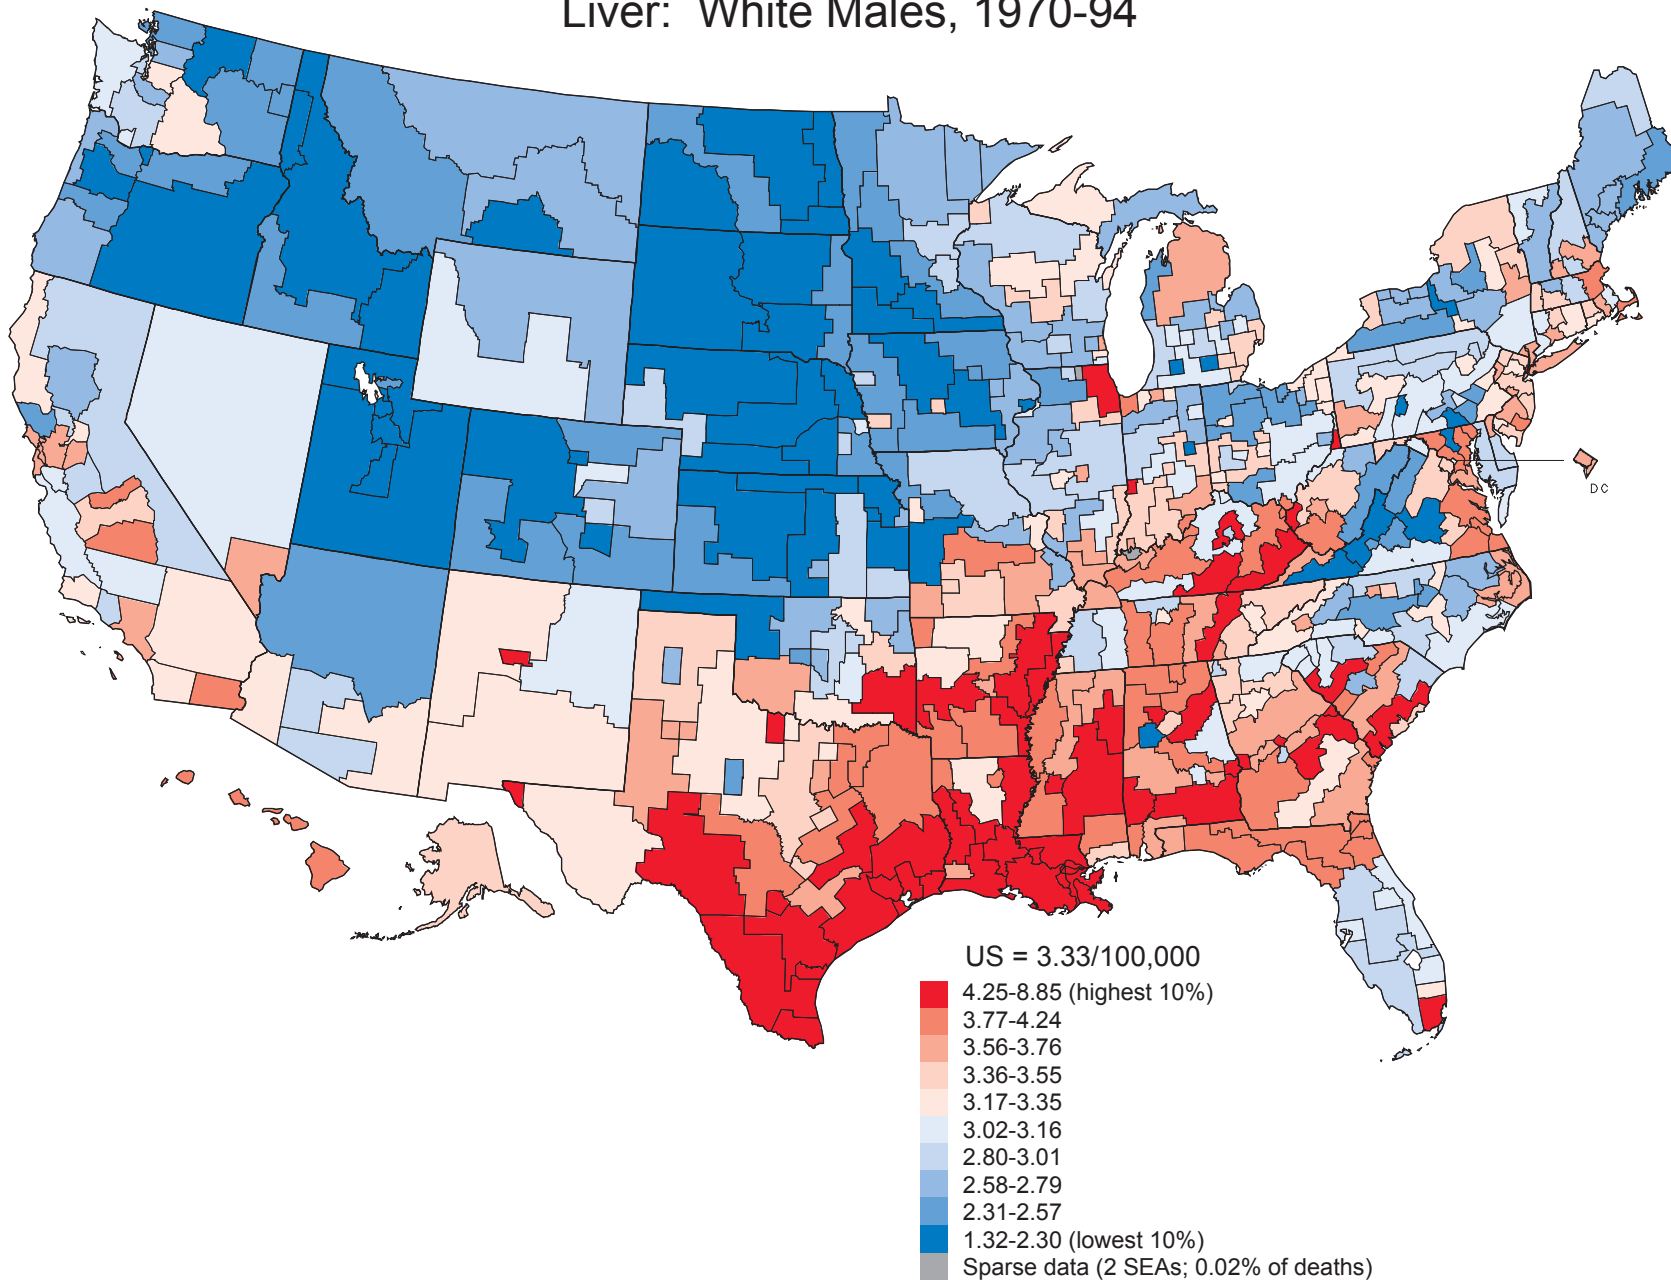 Liver: White Males, 1970-94
DC
US = 3.33/100,000
4.25-8.85 (highest 10%)
3.77-4.24
3.56-3.76
3.36-3.55
3.17-3.35
3.02-3.16
2.80-3.01
2.58-2.79
2.31-2.57
1.32-2.30 (lowest 10%)
Sparse data (2 SEAs; 0.02% of deaths)